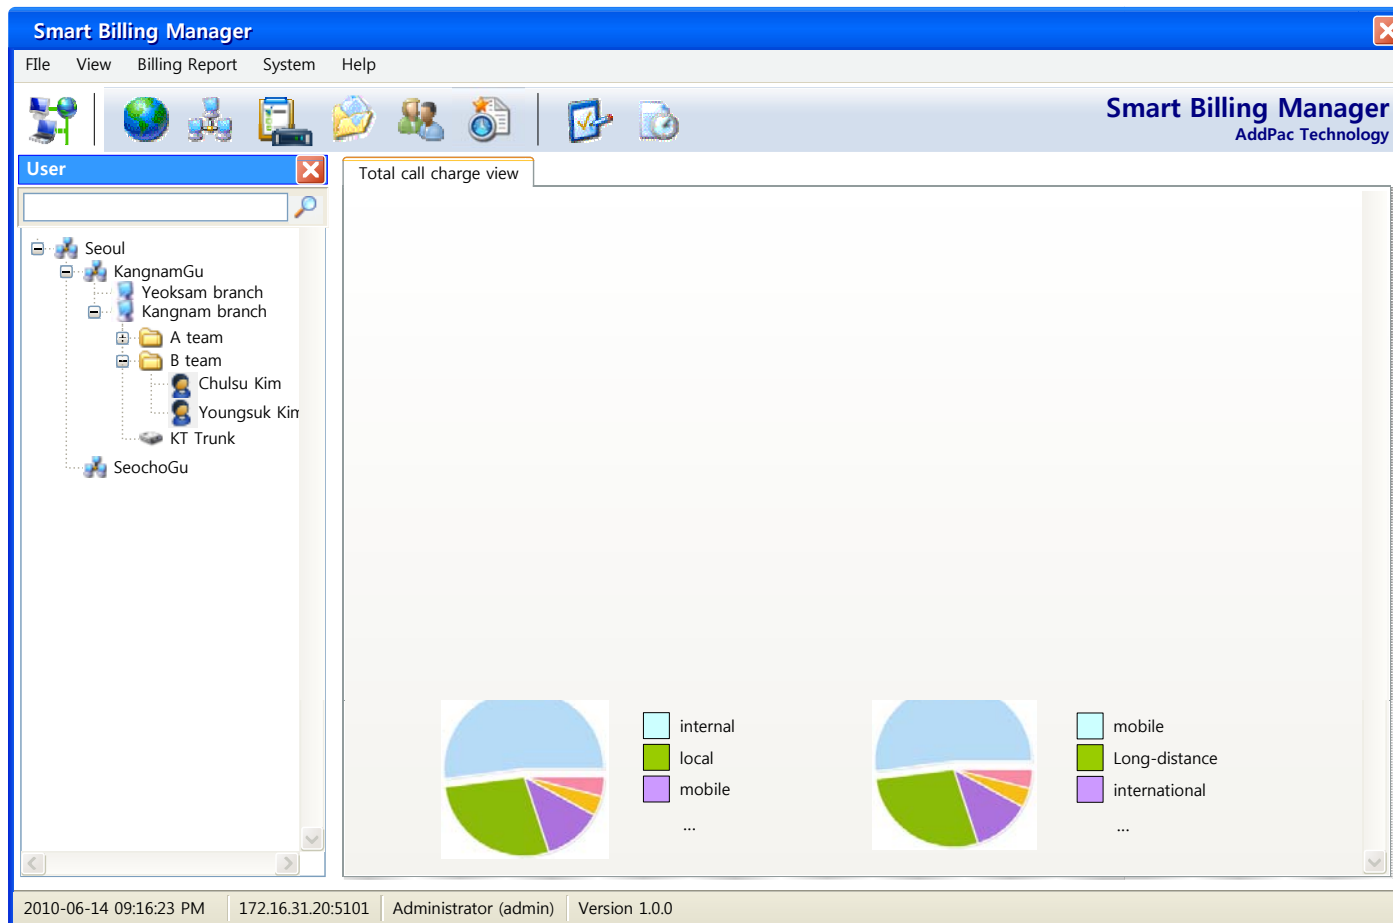 Smart Billing Manager
FIle View Billing Report System Help
Smart Billing Manager
AddPac Technology
User
Total call charge view
Seoul
KangnamGu
Yeoksam branch
Kangnam branch
A team
B team
Chulsu Kim
Youngsuk Kim
KT Trunk
SeochoGu
internal
local
mobile
...
mobile
Long-distance
international
...
2010-06-14 09:16:23 PM 172.16.31.20:5101 Administrator (admin) Version 1.0.0